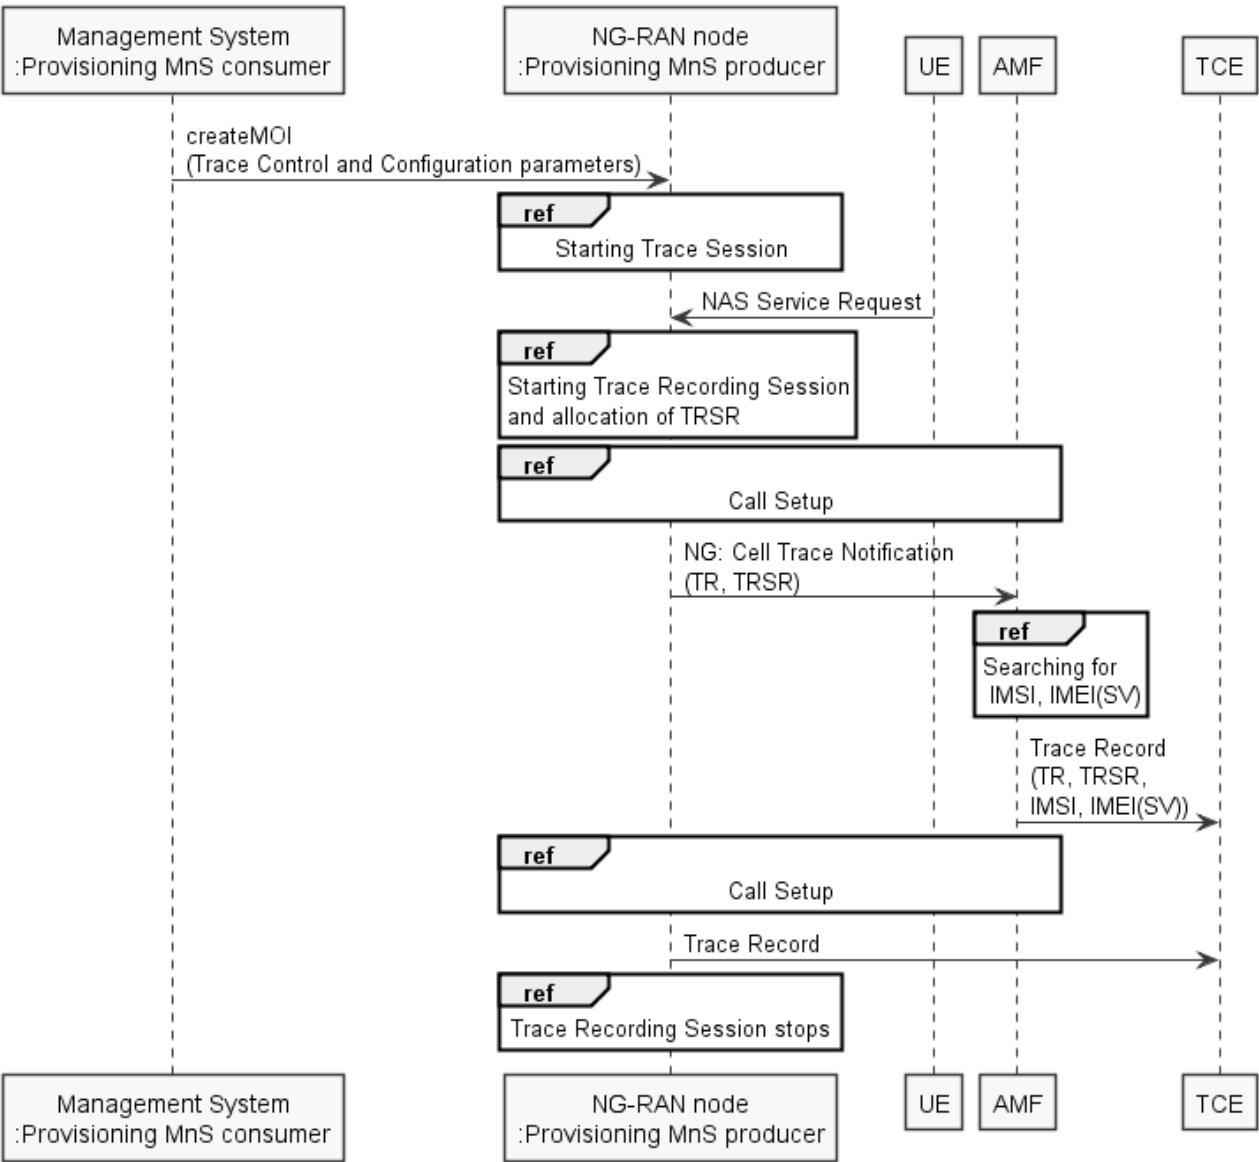 Management System
:Provisioning MnS consumer
NG-RAN node
:Provisioning MnS producer
UE
AMF
TCE
createMOI
(Trace Control and Configuration parameters)
ref
Starting Trace Session
NAS Service Request
ref
Starting Trace Recording Session
and allocation of TRSR
ref
Call Setup
NG: Cell Trace Notification
(TR, TRSR)
ref
Searching for
IMSI, IMEI(SV)
Trace Record
(TR, TRSR,
IMSI, IMEI(SV))
ref
Call Setup
Trace Record
ref
Trace Recording Session stops
Management System
:Provisioning MnS consumer
NG-RAN node
:Provisioning MnS producer
UE
AMF
TCE